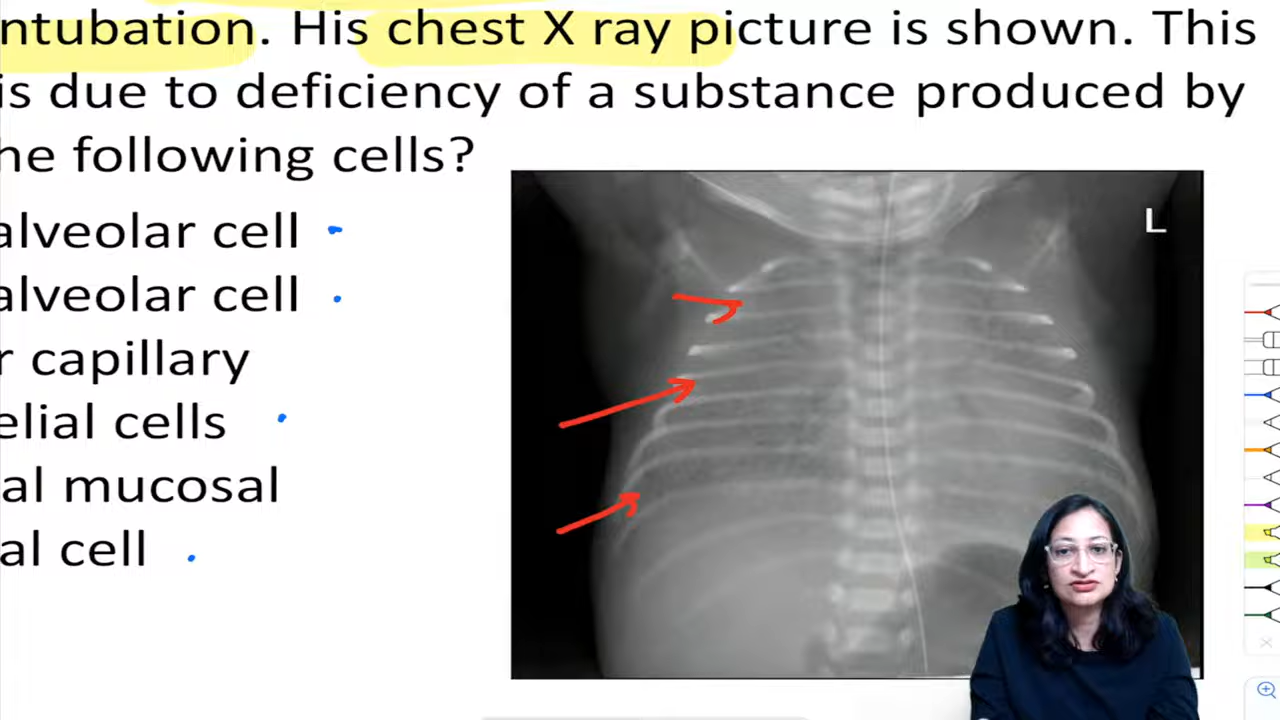 ntubation. His chest X ray picture is shown. This
is due to deficiency of a substance produced by
he following cells?
alveolar cell
alveolar cell
r capillary
elial cells
al mucosal
al cell
L